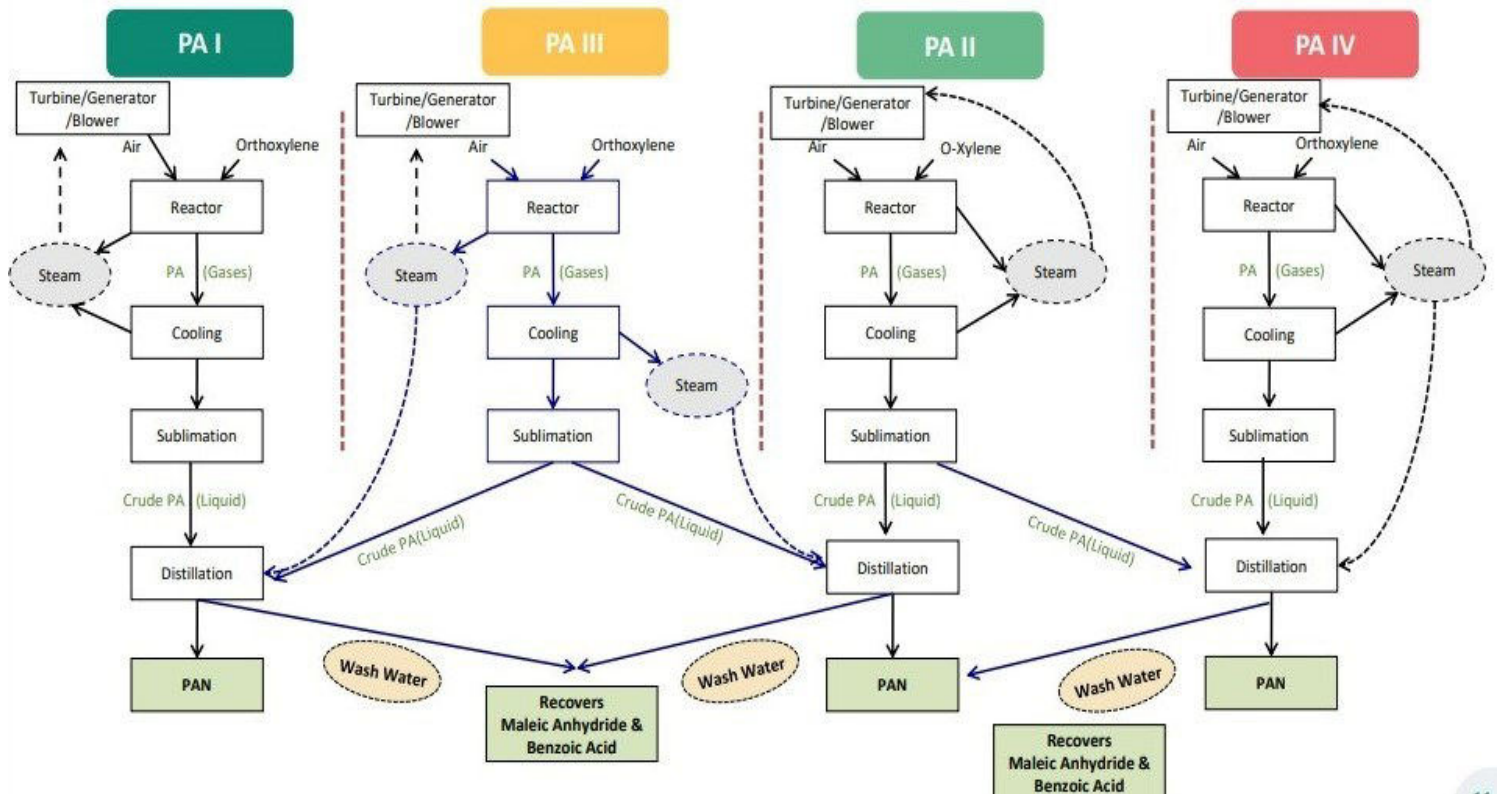 PA I
PA III
PA II
PA IV
Turbine/Generator
/Blower
Air
Orthoxylene
Reactor
Steam
PA (Gases)
Cooling
Sublimation
Crude PA (Liquid)
Distillation
PAN
Turbine/Generator
/Blower
Air
Orthoxylene
Reactor
Steam
PA (Gases)
Cooling
Steam
Sublimation
Crude PA(Liquid)
Crude PA(Liquid)
Wash Water
Recovers
Maleic Anhydride &
Benzoic Acid
Wash Water
Turbine/Generator
/Blower
Air
O-Xylene
Reactor
Steam
PA (Gases)
Cooling
Sublimation
Crude PA (Liquid)
Crude PA(Liquid)
Distillation
PAN
Turbine/Generator
/Blower
Air
Orthoxylene
Reactor
Steam
PA (Gases)
Cooling
Sublimation
Crude PA (Liquid)
Distillation
Wash Water
PAN
Recovers
Maleic Anhydride &
Benzoic Acid